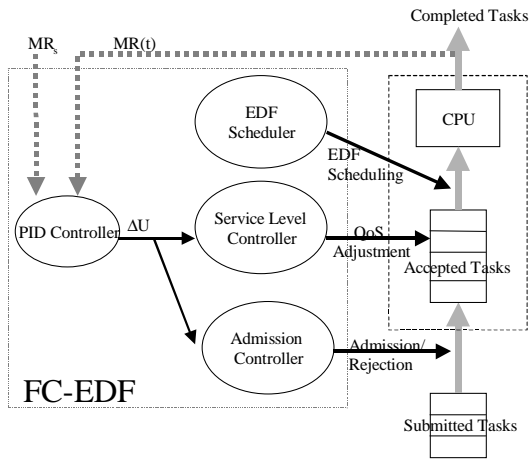 Completed Tasks
MRs
MR(t)
EDF
Scheduler
CPU
EDF
Scheduling
PID Controller
ΔU
Service Level
Controller
QoS
Adjustment
Accepted Tasks
Admission
Controller
Admission/
Rejection
FC-EDF
Submitted Tasks